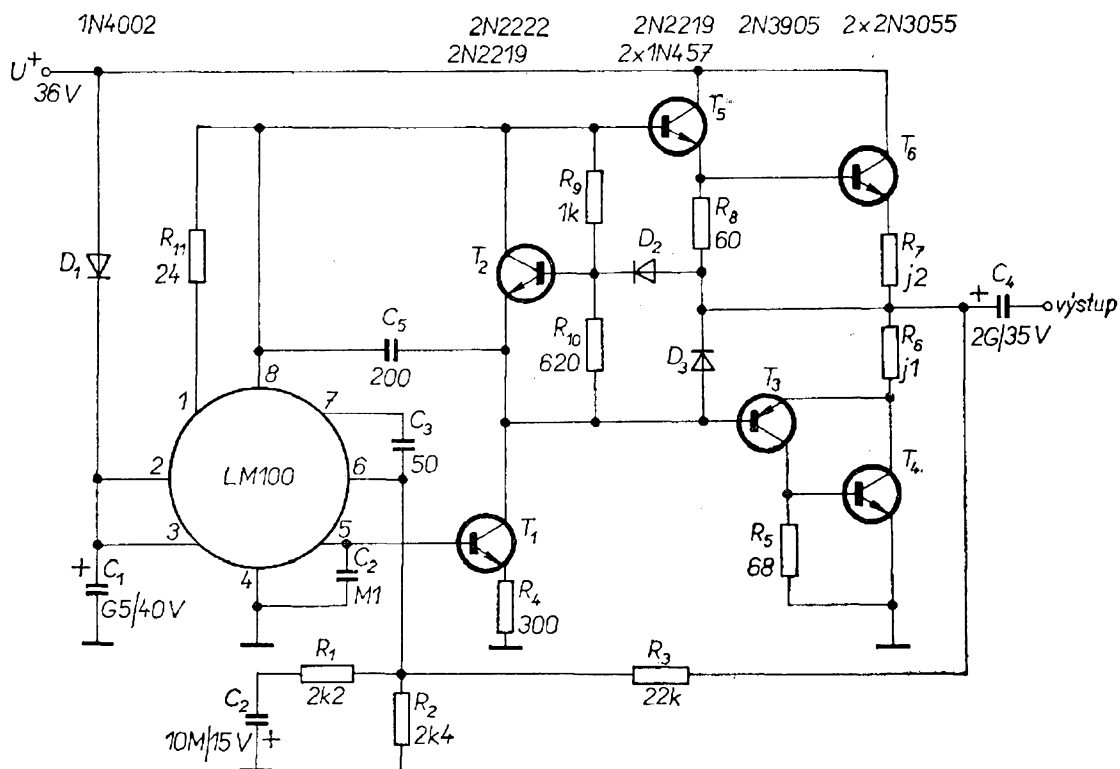 1N4002 2N2222 2N2219 2N3905 2x2N3055
2N2219 2x1N457
U+
36V
T5
T6
R9
1k
R8
60
R11
24
D1
T2
D2
R7
j2
C4
+
výstup
2G/35V
C5
200
R10
620
D3
R6
j1
8
1
7
C3
50
T3
2
LM100
6
T4
3
5
T1
+
C1
G5/40V
4
C2
M1
R4
300
R5
68
R1
2k2
R3
22k
C2
10M/15V
+
R2
2k4